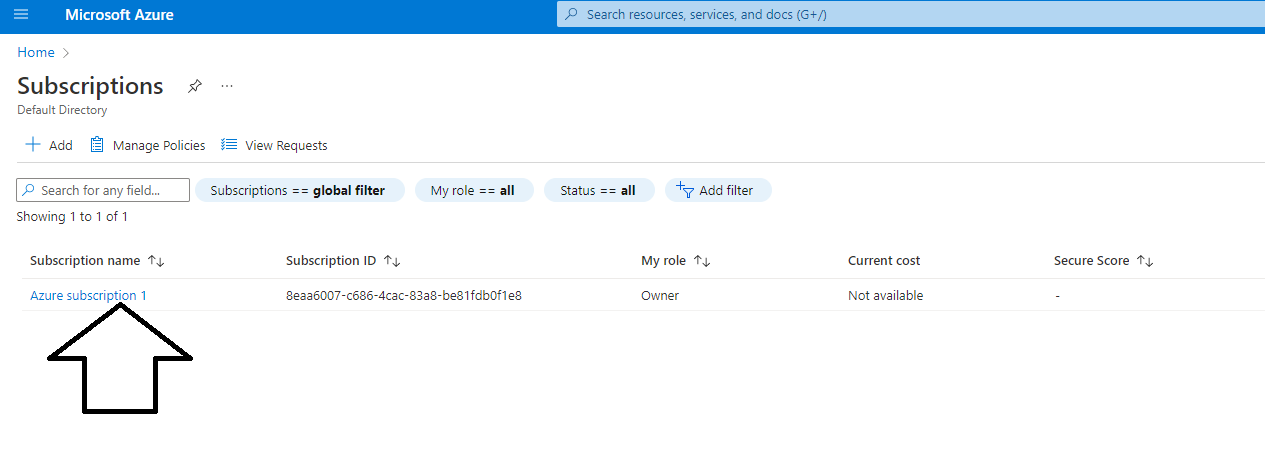 Microsoft Azure
Search resources, services, and docs (G+/)
Home
Subscriptions
Default Directory
Add
Manage Policies
View Requests
Search for any field...
Subscriptions == global filter
My role == all
Status == all
Add filter
Showing 1 to 1 of 1
Subscription name Subscription ID My role Current cost Secure Score
Azure subscription 1 8eaa6007-c686-4cac-83a8-be81fdb0f1e8 Owner Not available -